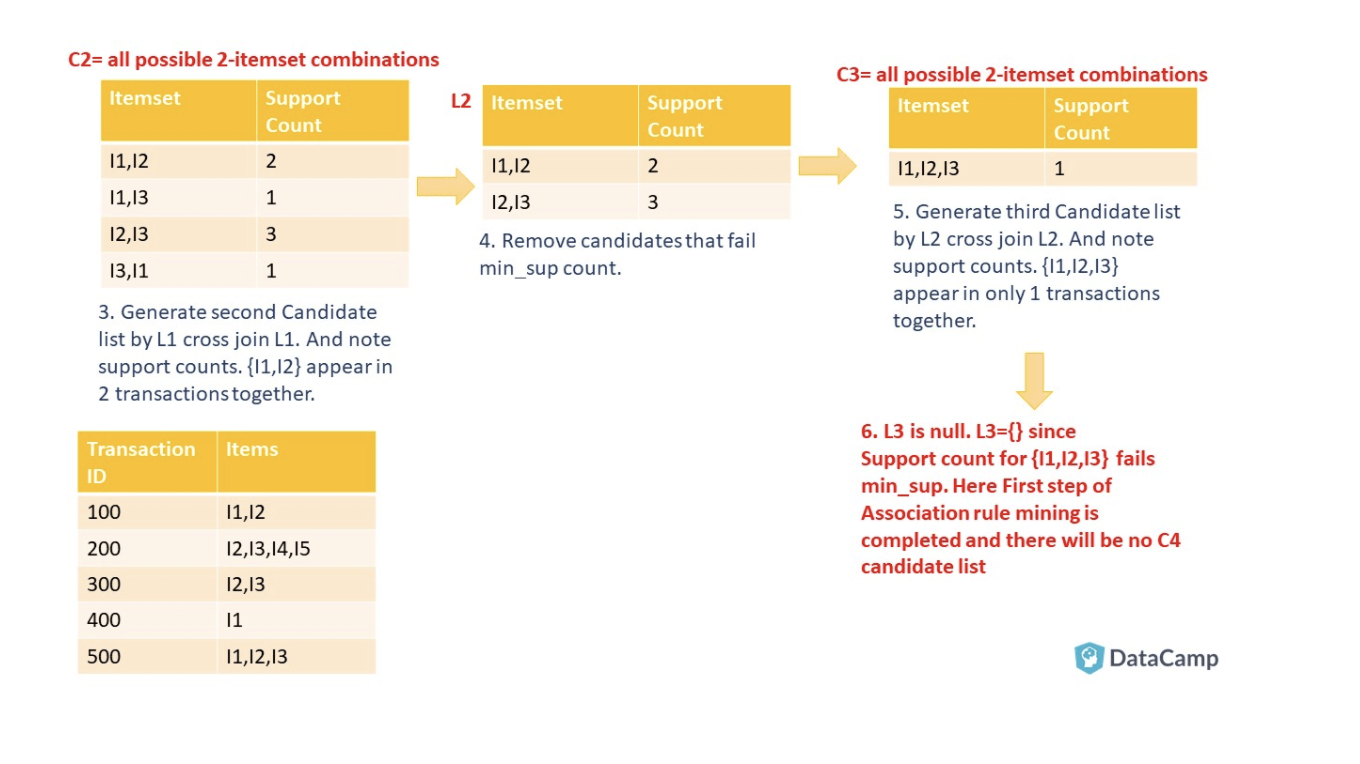 C2= all possible 2-itemset combinations
Itemset Support Count
I1,I2 2
I1,I3 1
I2,I3 3
I3,I1 1
3. Generate second Candidate
list by L1 cross join L1. And note
support counts. {I1,I2} appear in
2 transactions together.
Transaction ID Items
100 I1,I2
200 I2,I3,I4,I5
300 I2,I3
400 I1
500 I1,I2,I3
L2
Itemset Support Count
I1,I2 2
I2,I3 3
4. Remove candidates that fail
min_sup count.
C3= all possible 2-itemset combinations
Itemset Support Count
I1,I2,I3 1
5. Generate third Candidate list
by L2 cross join L2. And note
support counts. {I1,I2,I3}
appear in only 1 transactions
together.
6. L3 is null. L3={} since
Support count for {I1,I2,I3} fails
min_sup. Here First step of
Association rule mining is
completed and there will be no C4
candidate list
DataCamp